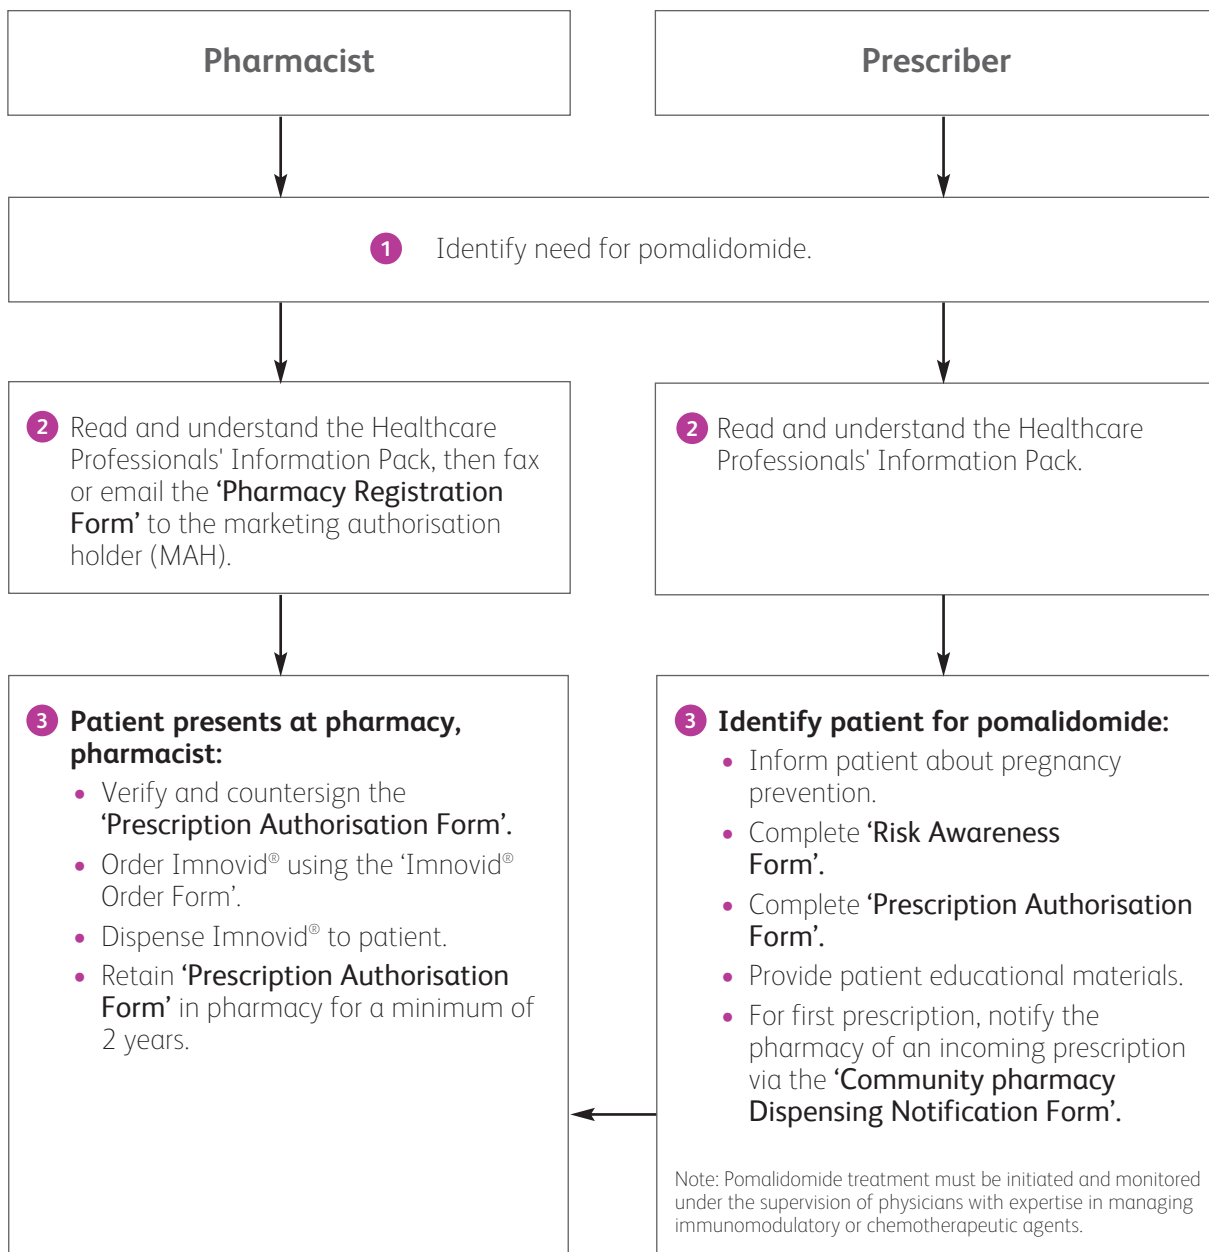 Pharmacist
Prescriber
1 Identify need for pomalidomide.
2 Read and understand the Healthcare
Professionals' Information Pack, then fax
or email the ‘Pharmacy Registration
Form’ to the marketing authorisation
holder (MAH).
2 Read and understand the Healthcare
Professionals' Information Pack.
3 Patient presents at pharmacy,
pharmacist:
• Verify and countersign the
‘Prescription Authorisation Form’.
• Order Imnovid® using the ‘Imnovid®
Order Form’.
• Dispense Imnovid® to patient.
• Retain ‘Prescription Authorisation
Form’ in pharmacy for a minimum of
2 years.
3 Identify patient for pomalidomide:
• Inform patient about pregnancy
prevention.
• Complete ‘Risk Awareness
Form’.
• Complete ‘Prescription Authorisation
Form’.
• Provide patient educational materials.
• For first prescription, notify the
pharmacy of an incoming prescription
via the ‘Community pharmacy
Dispensing Notification Form’.
Note: Pomalidomide treatment must be initiated and monitored
under the supervision of physicians with expertise in managing
immunomodulatory or chemotherapeutic agents.